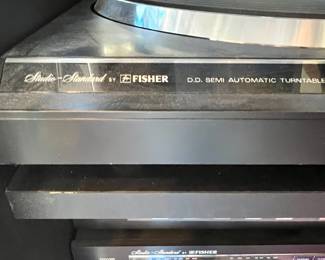 Studio-Standard BY FISHER D.D. SEMI AUTOMATIC TURNTABLE
Studio-Standard BY FISHER